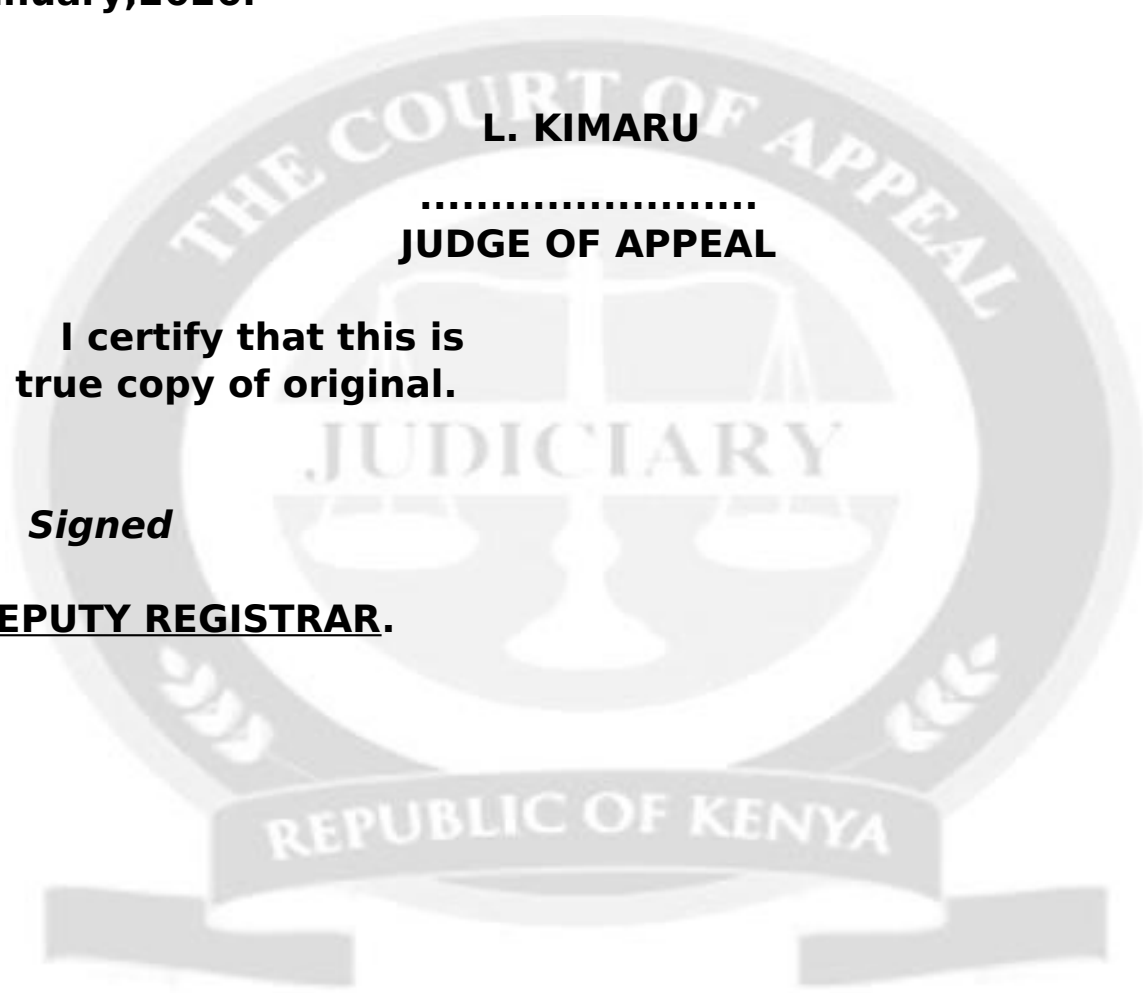 THE COURT OF APPEAL
L. KIMARU
........................
JUDGE OF APPEAL
I certify that this is
true copy of original.
JUDICIARY
Signed
EPUTY REGISTRAR.
REPUBLIC OF KENYA